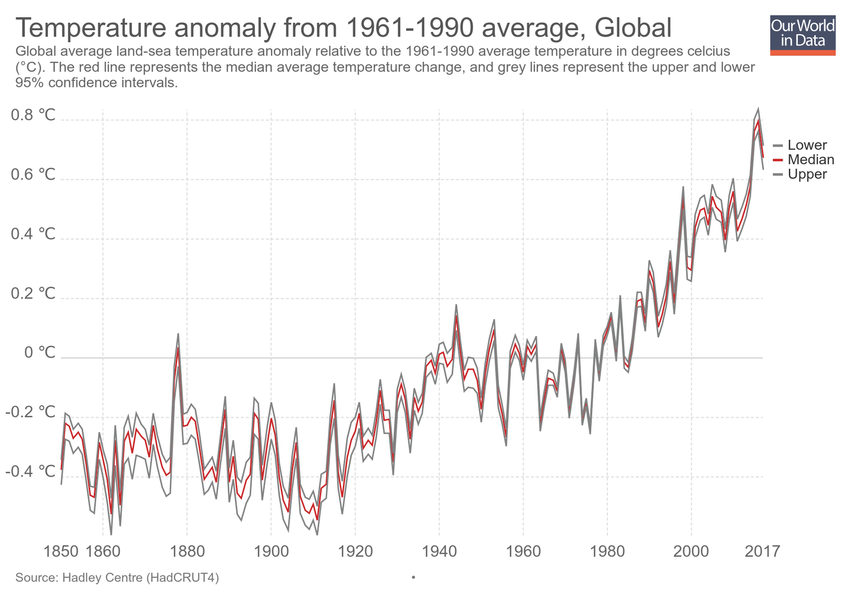 Temperature anomaly from 1961-1990 average, Global
Our World
in Data
Global average land-sea temperature anomaly relative to the 1961-1990 average temperature in degrees celcius
(°C). The red line represents the median average temperature change, and grey lines represent the upper and lower
95% confidence intervals.
0.8 °C
0.6 °C
0.4 °C
0.2 °C
0 °C
-0.2 °C
-0.4 °C
Lower
Median
Upper
1850 1860 1880 1900 1920 1940 1960 1980 2000 2017
Source: Hadley Centre (HadCRUT4)